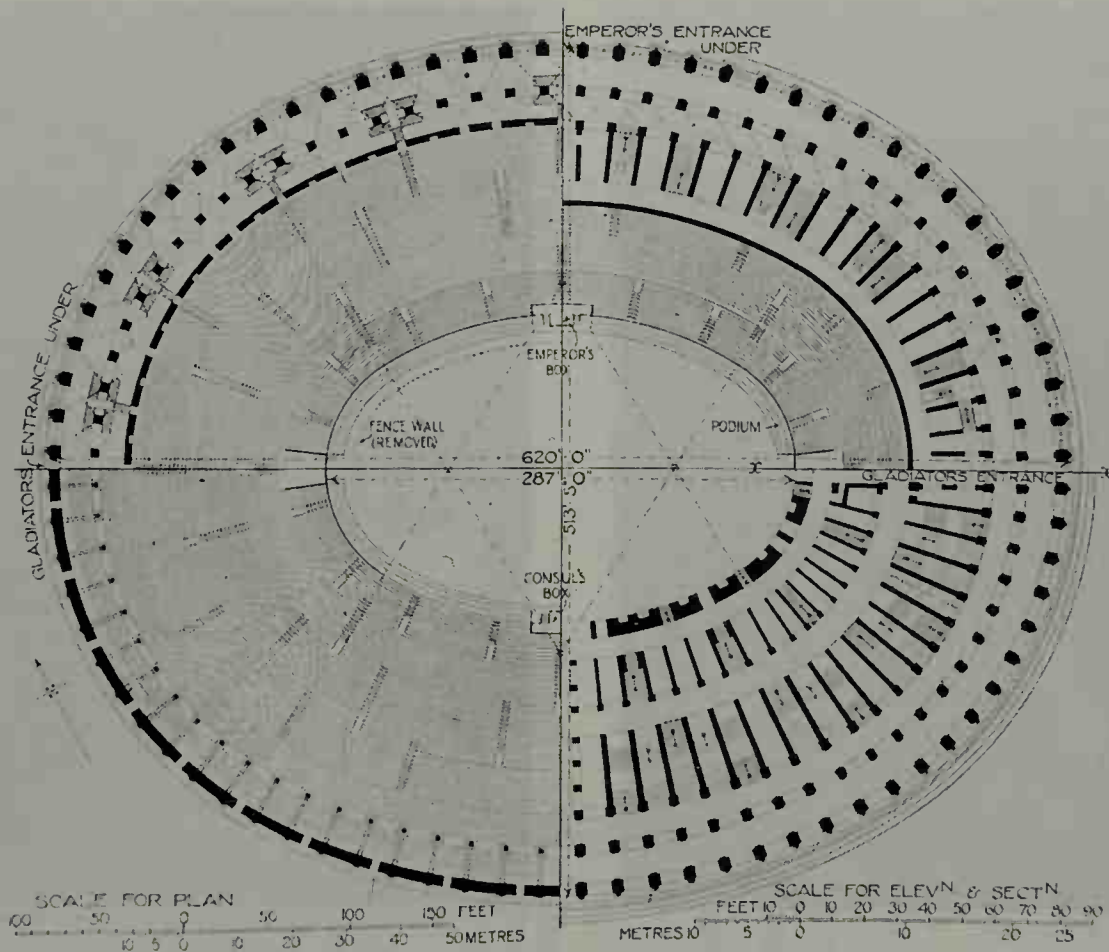 EMPEROR'S ENTRANCE
UNDER
GLADIATORS, ENTRANCE UNDER
EMPEROR'S
BOX
FENCE WALL
(REMOVED)
PODIUM
620' 0"
287' 0"
GLADIATORS ENTRANCE
513' 5"
CONSUL'S
BOX
SCALE FOR PLAN
100 50 0 50 100 150 FEET
10 5 0 10 20 30 40 50 METRES
SCALE FOR ELEVN & SECTN
FEET 10 0 10 20 30 40 50 60 70 80 90
METRES 10 5 0 10 20 25